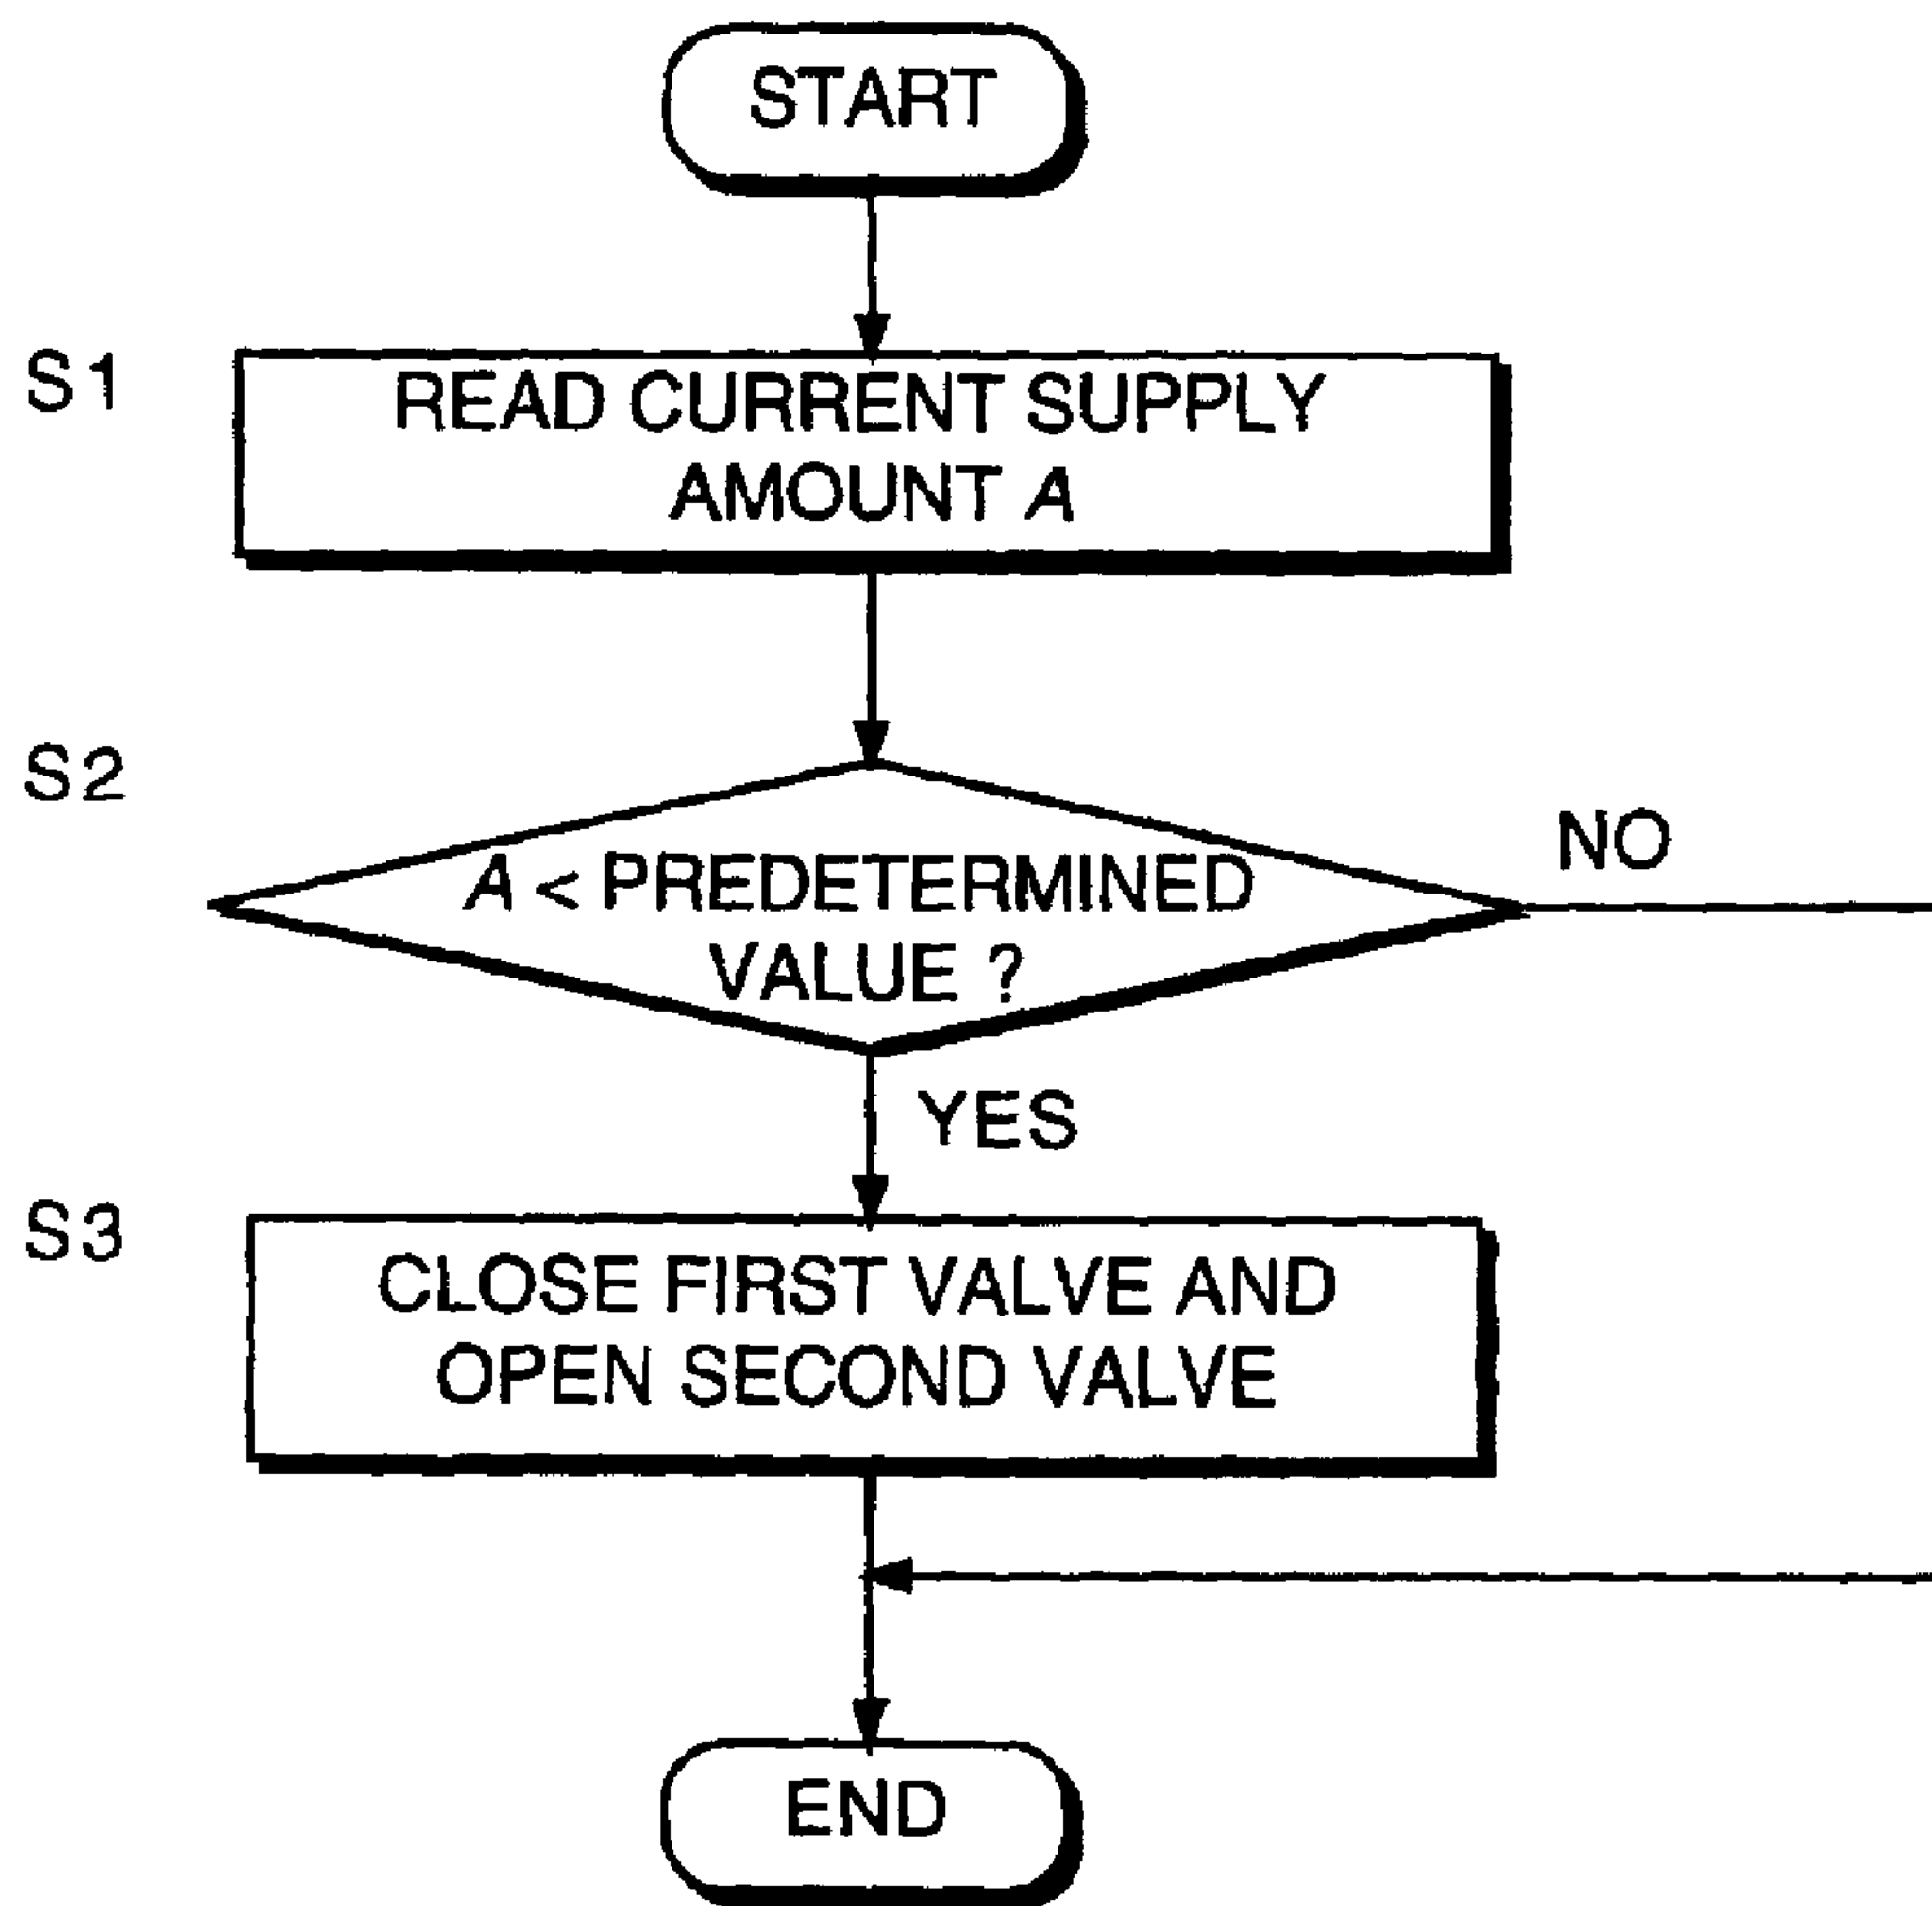 START
S1
READ CURRENT SUPPLY
AMOUNT A
S2
A < PREDETERMINED
VALUE ?
NO
YES
S3
CLOSE FIRST VALVE AND
OPEN SECOND VALVE
END